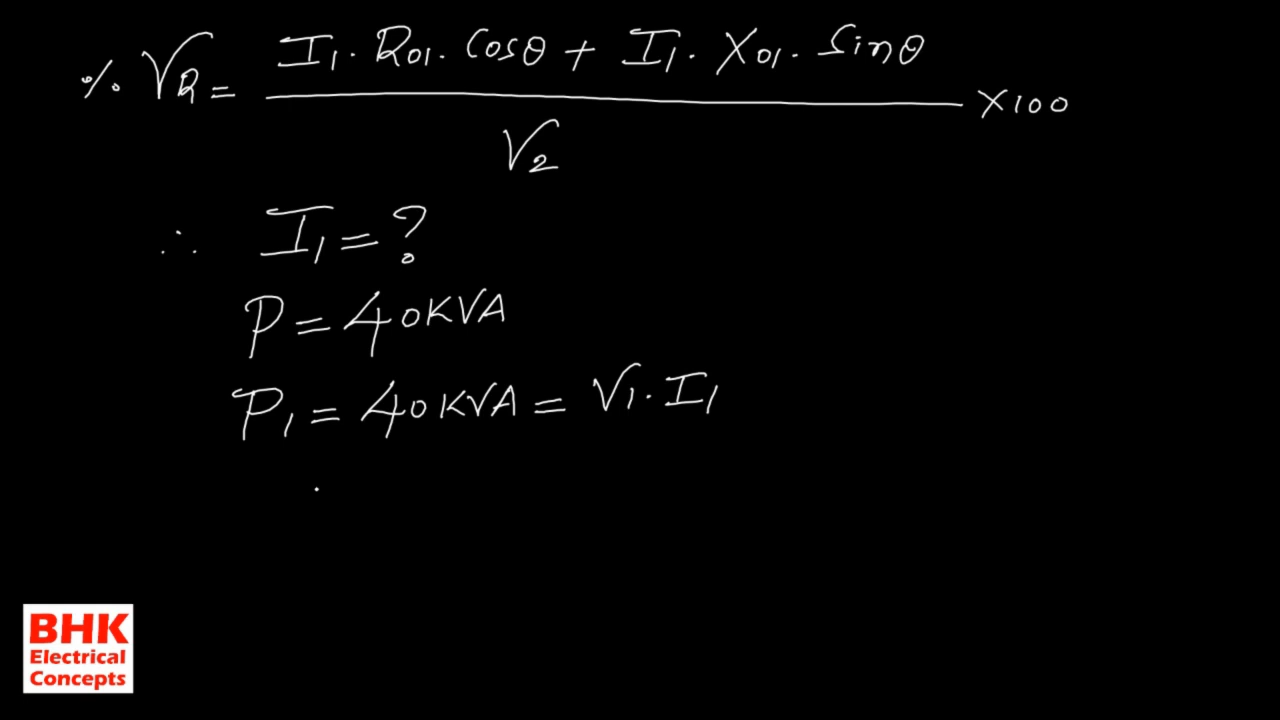 % VR = I1 . R01 . Cosθ + I1 . X01 . Sinθ / V2 ×100
∴ I1 = ?
P = 40KVA
P1 = 40KVA = V1 . I1
BHK
Electrical
Concepts